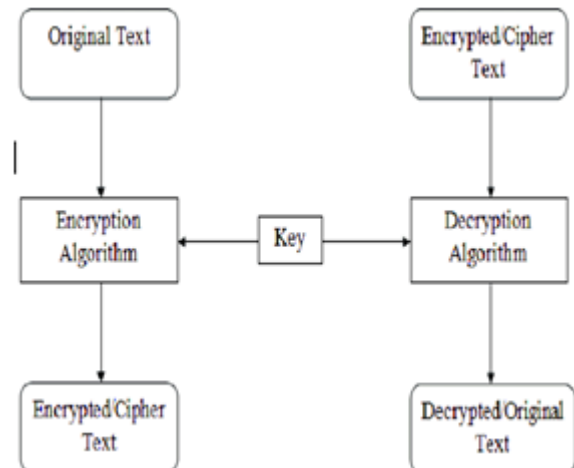 Original Text
Encrypted/Cipher
Text
Encryption
Algorithm
Key
Decryption
Algorithm
Encrypted/Cipher
Text
Decrypted/Original
Text